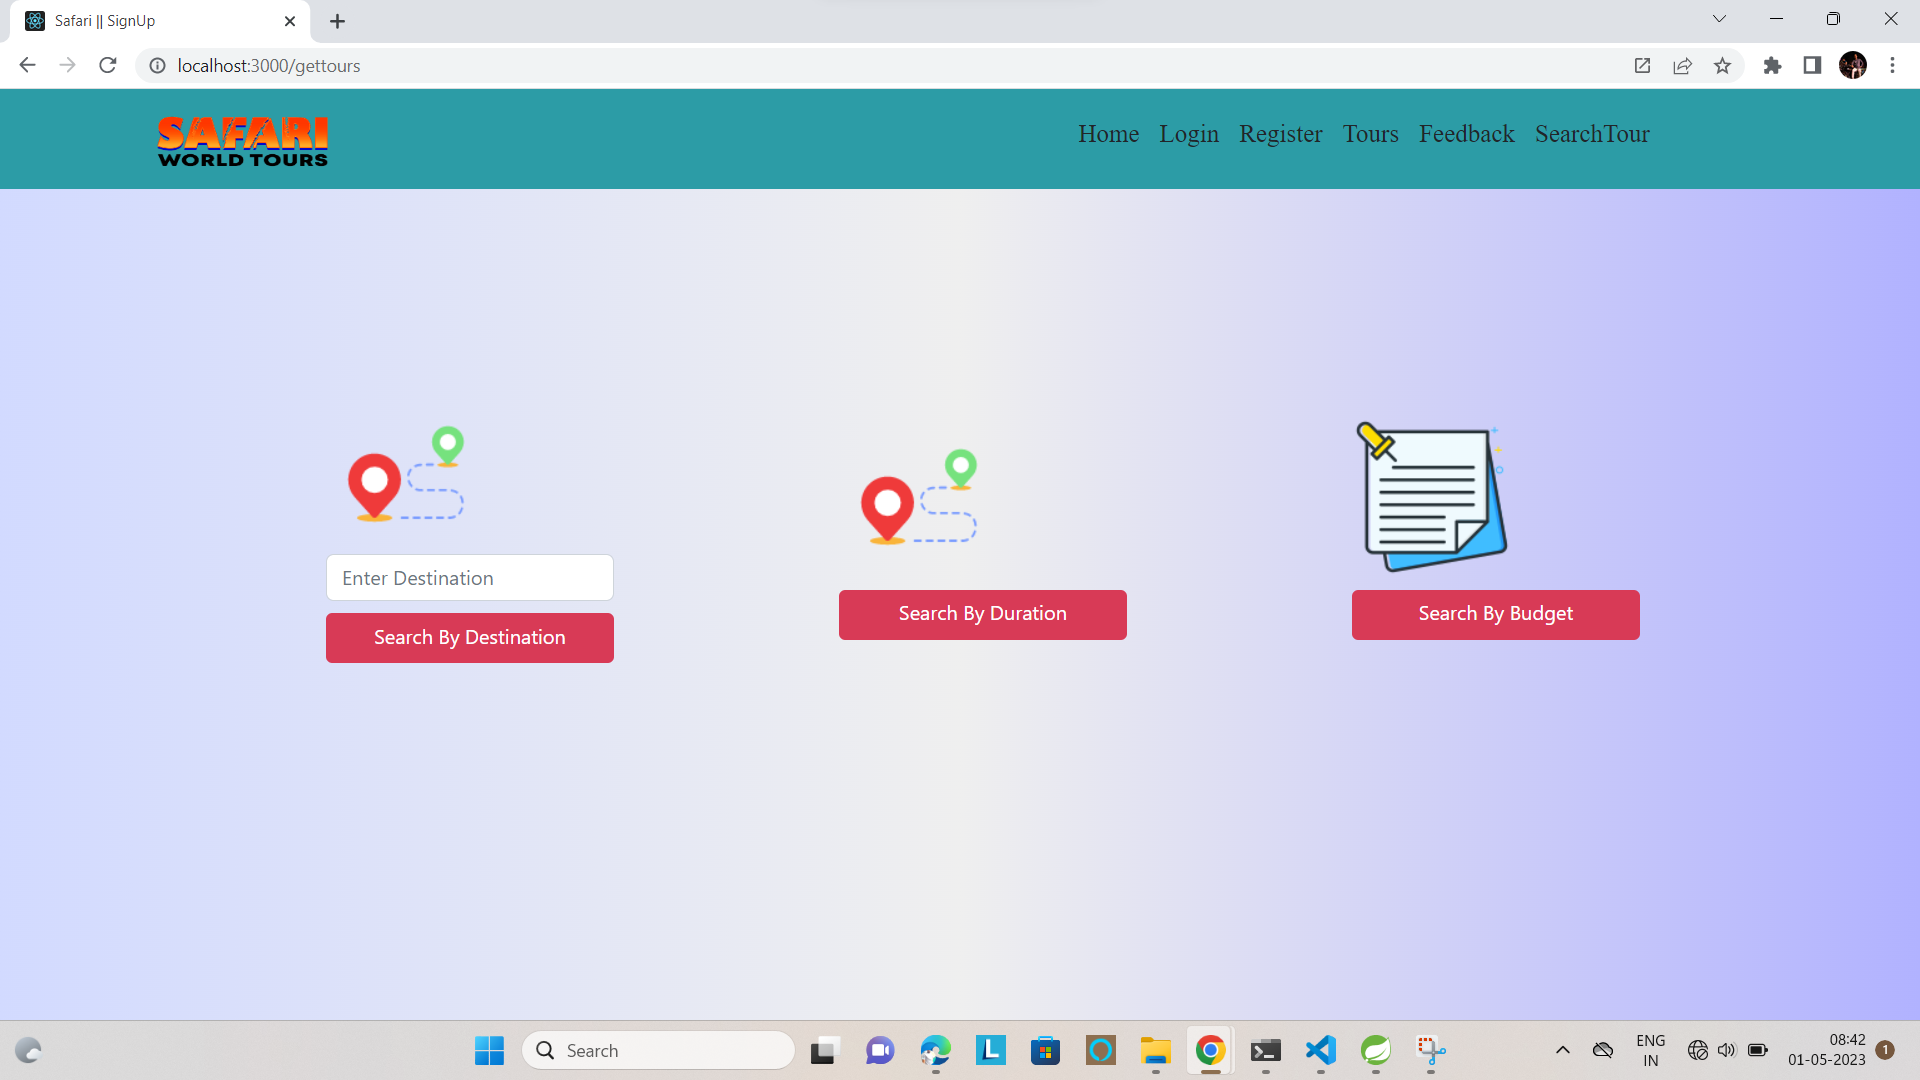 Safari || SignUp
localhost:3000/gettours
SAFARI
WORLD TOURS
Home Login Register Tours Feedback SearchTour
Enter Destination
Search By Destination
Search By Duration
Search By Budget
Search
L
ENG
IN
08:42
01-05-2023
1